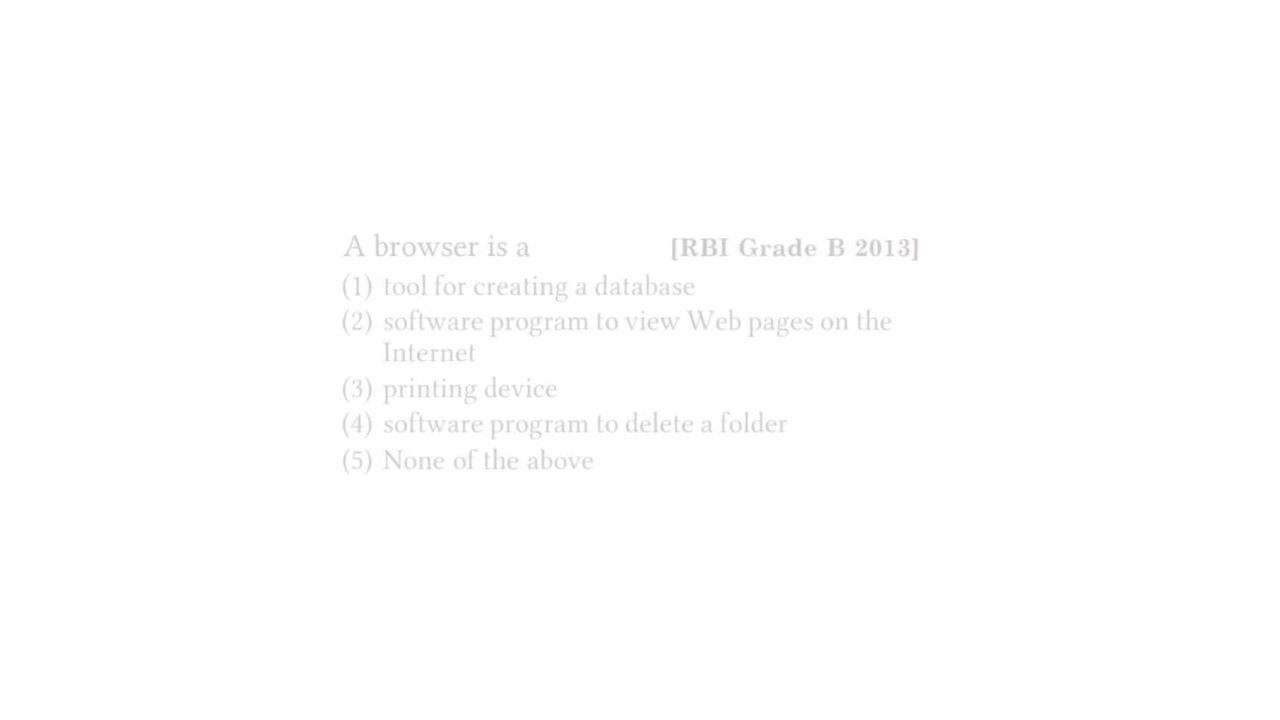 A browser is a [RBI Grade B 2013]
(1) tool for creating a database
(2) software program to view Web pages on the
Internet
(3) printing device
(4) software program to delete a folder
(5) None of the above